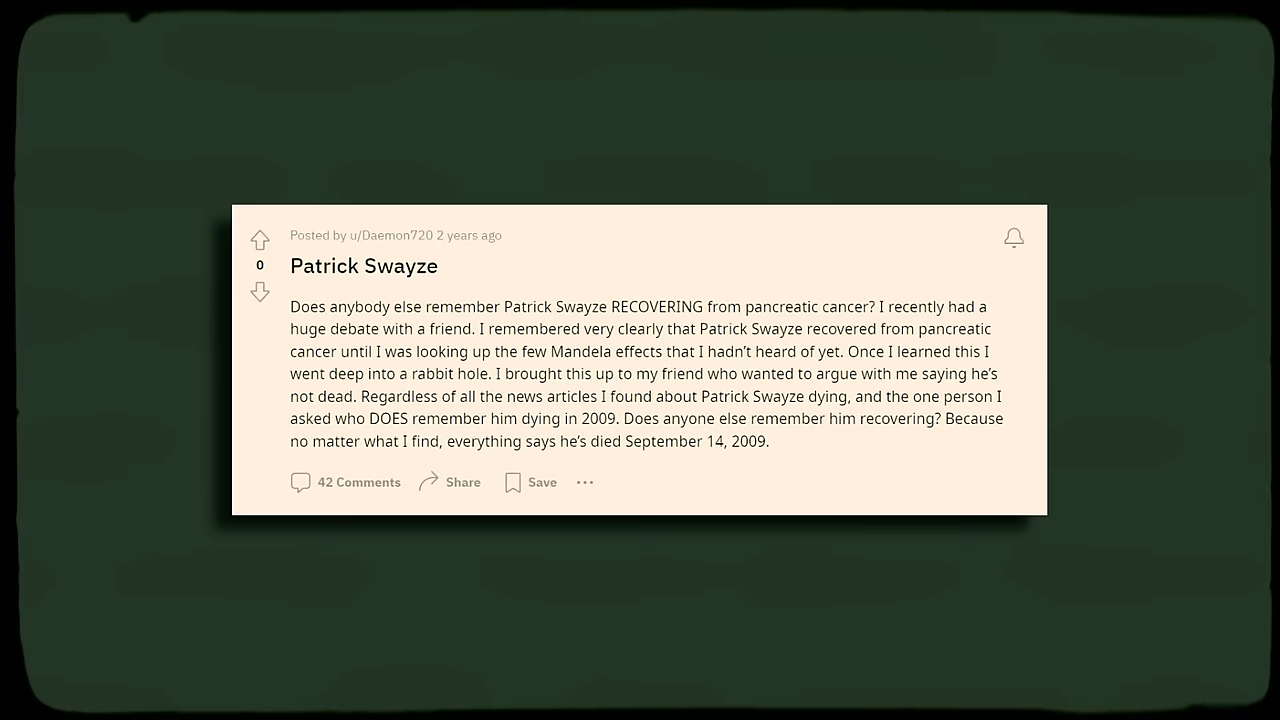 Posted by u/Daemon720 2 years ago
0
Patrick Swayze
Does anybody else remember Patrick Swayze RECOVERING from pancreatic cancer? I recently had a
huge debate with a friend. I remembered very clearly that Patrick Swayze recovered from pancreatic
cancer until I was looking up the few Mandela effects that I hadn't heard of yet. Once I learned this I
went deep into a rabbit hole. I brought this up to my friend who wanted to argue with me saying he's
not dead. Regardless of all the news articles I found about Patrick Swayze dying, and the one person I
asked who DOES remember him dying in 2009. Does anyone else remember him recovering? Because
no matter what I find, everything says he's died September 14, 2009.
42 Comments Share Save